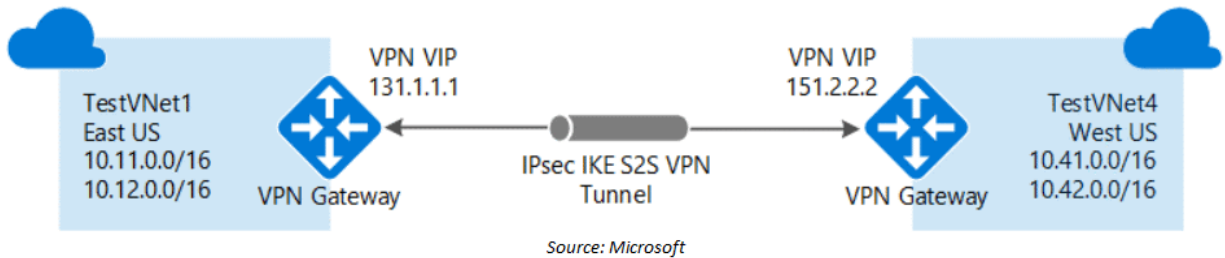 VPN VIP
131.1.1.1
VPN VIP
151.2.2.2
TestVNet1
East US
10.11.0.0/16
10.12.0.0/16
VPN Gateway
IPsec IKE S2S VPN
Tunnel
TestVNet4
West US
10.41.0.0/16
10.42.0.0/16
VPN Gateway
Source: Microsoft